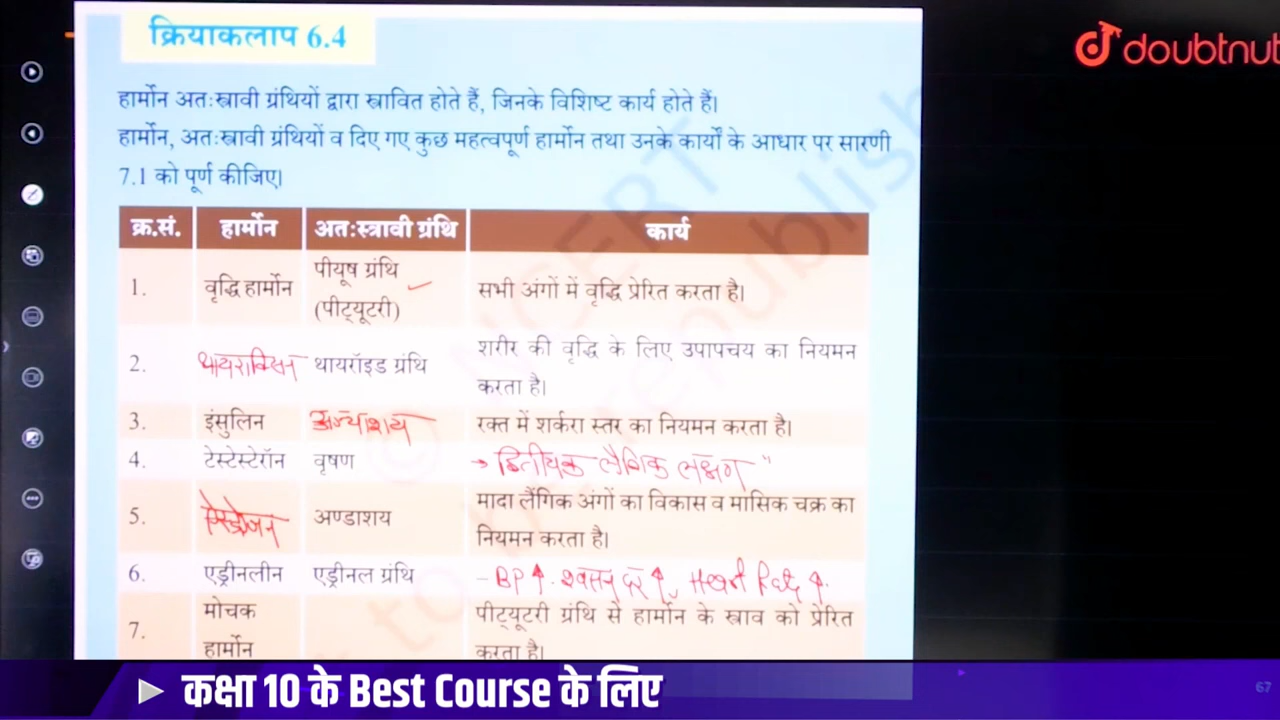 क्रियाकलाप 6.4
doubtnut
हार्मोन अतःस्त्रावी ग्रंथियों द्वारा स्त्रावित होते हैं, जिनके विशिष्ट कार्य होते हैं।
हार्मोन, अतःस्त्रावी ग्रंथियों व दिए गए कुछ महत्वपूर्ण हार्मोन तथा उनके कार्यों के आधार पर सारणी
7.1 को पूर्ण कीजिए।
क्र.सं. हार्मोन अतःस्त्रावी ग्रंथि कार्य
1. वृद्धि हार्मोन पीयूष ग्रंथि (पीट्यूटरी) सभी अंगों में वृद्धि प्रेरित करता है।
2. थायराक्सिन थायरॉइड ग्रंथि शरीर की वृद्धि के लिए उपापचय का नियमन
करता है।
3. इंसुलिन अग्न्याशय रक्त में शर्करा स्तर का नियमन करता है।
4. टेस्टेस्टेरॉन वृषण → द्वितीयक लैंगिक लक्षण "
5. एस्ट्रोजन अण्डाशय मादा लैंगिक अंगों का विकास व मासिक चक्र का
नियमन करता है।
6. एड्रीनलीन एड्रीनल ग्रंथि - BP ↑. श्वसन दर ↑, Heart Rate ↑.
7. मोचक हार्मोन पीट्यूटरी ग्रंथि से हार्मोन के स्त्राव को प्रेरित
करता है।
कक्षा 10 के Best Course के लिए
67